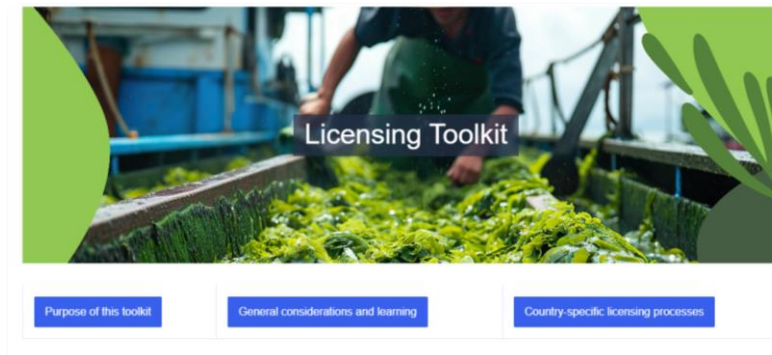 Licensing Toolkit
Purpose of this toolkit
General considerations and learning
Country-specific licensing processes